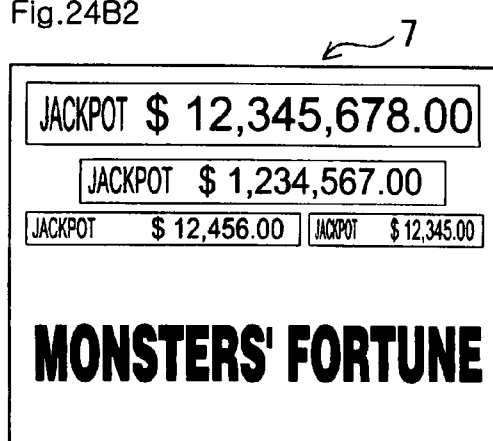 Fig.24B2
7
JACKPOT $ 12,345,678.00
JACKPOT $ 1,234,567.00
JACKPOT $ 12,456.00 JACKPOT $ 12,345.00
MONSTERS' FORTUNE